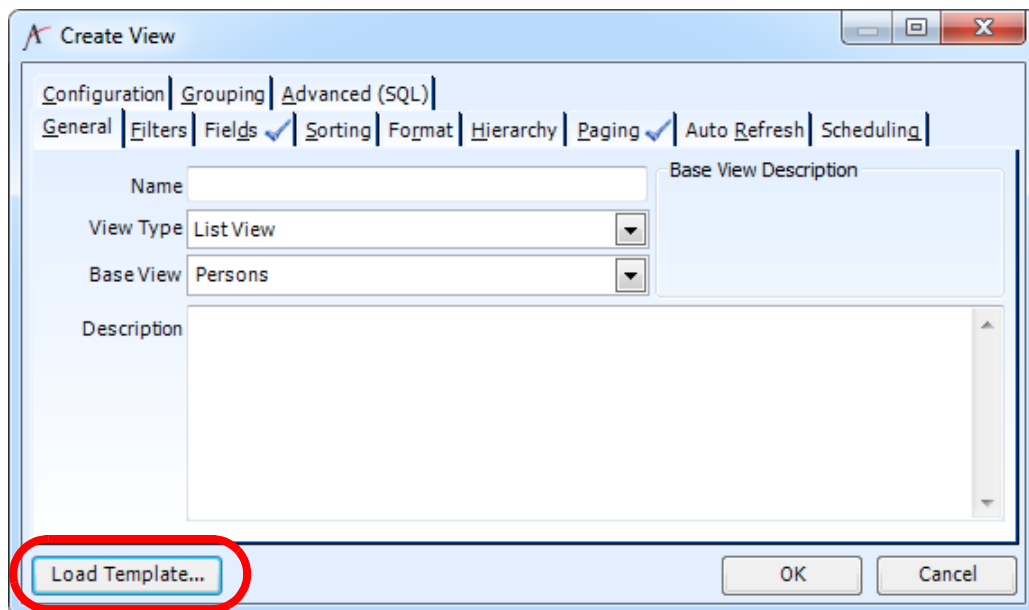 Create View
Configuration Grouping Advanced (SQL)
General Filters Fields Sorting Format Hierarchy Paging Auto Refresh Scheduling
Name
Base View Description
View Type List View
Base View Persons
Description
Load Template... OK Cancel